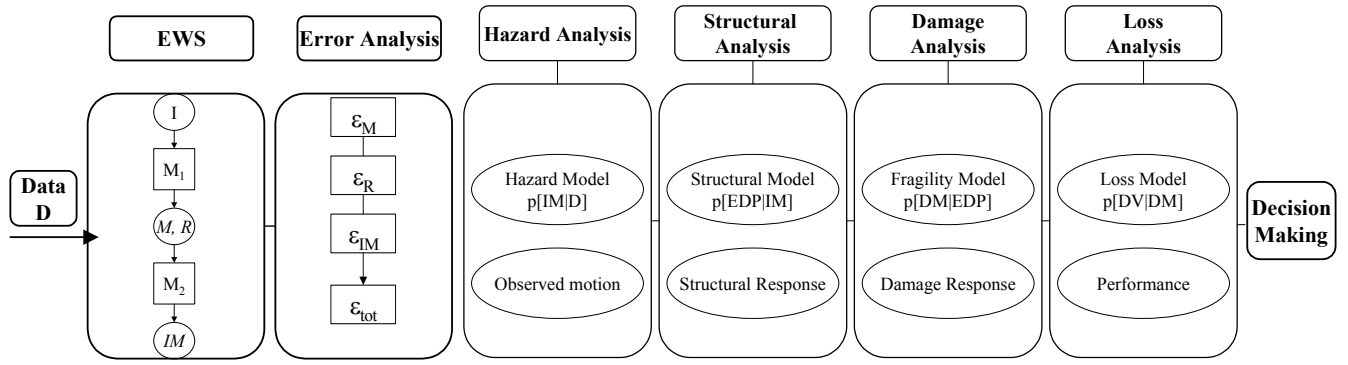 EWS
Error Analysis
Hazard Analysis
Structural
Analysis
Damage
Analysis
Loss
Analysis
Data
D
I
M₁
M, R
M₂
IM
εM
εR
εIM
εtot
Hazard Model
p[IM|D]
Observed motion
Structural Model
p[EDP|IM]
Structural Response
Fragility Model
p[DM|EDP]
Damage Response
Loss Model
p[DV|DM]
Performance
Decision
Making